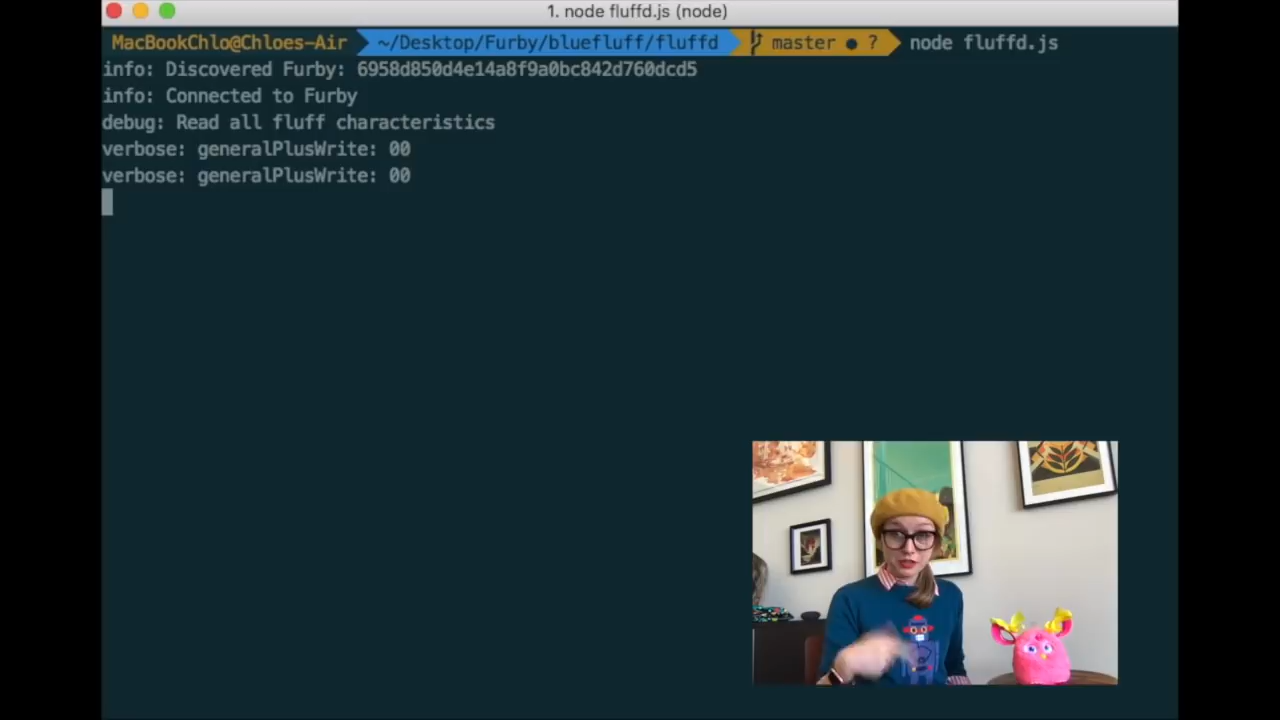 1. node fluffd.js (node)
MacBookChlo@Chloes-Air ~/Desktop/Furby/bluefluff/fluffd master ● ? node fluffd.js
info: Discovered Furby: 6958d850d4e14a8f9a0bc842d760dcd5
info: Connected to Furby
debug: Read all fluff characteristics
verbose: generalPlusWrite: 00
verbose: generalPlusWrite: 00